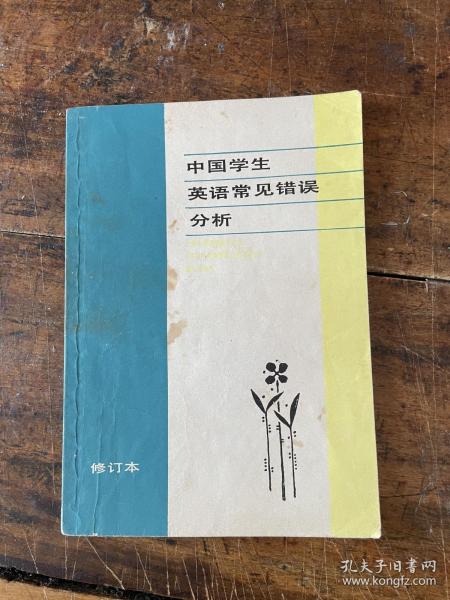 中国学生
英语常见错误
分析
修订本
孔夫子旧书网
www.kongfz.com